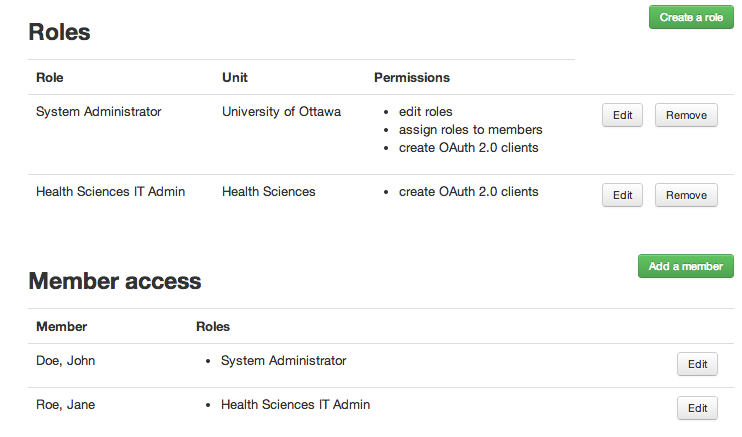 Create a role
Roles
Role Unit Permissions
System Administrator University of Ottawa • edit roles Edit Remove
• assign roles to members
• create OAuth 2.0 clients
Health Sciences IT Admin Health Sciences • create OAuth 2.0 clients Edit Remove
Add a member
Member access
Member Roles
Doe, John • System Administrator Edit
Roe, Jane • Health Sciences IT Admin Edit